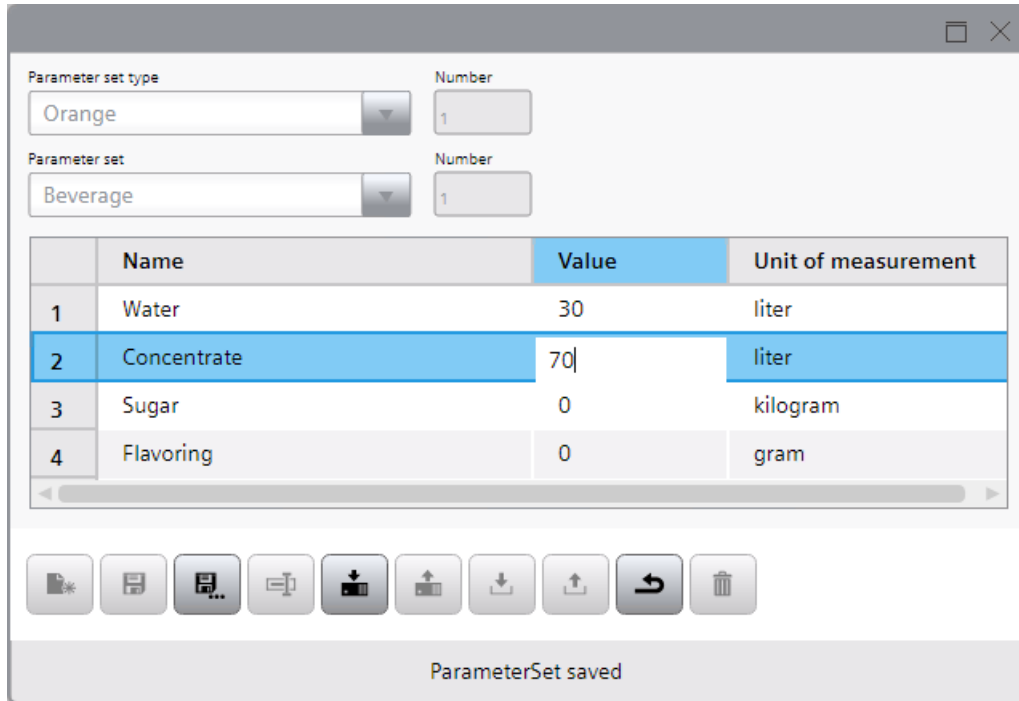 Parameter set type Number
Orange 1
Parameter set Number
Beverage 1
Name Value Unit of measurement
1 Water 30 liter
2 Concentrate 70 liter
3 Sugar 0 kilogram
4 Flavoring 0 gram
ParameterSet saved